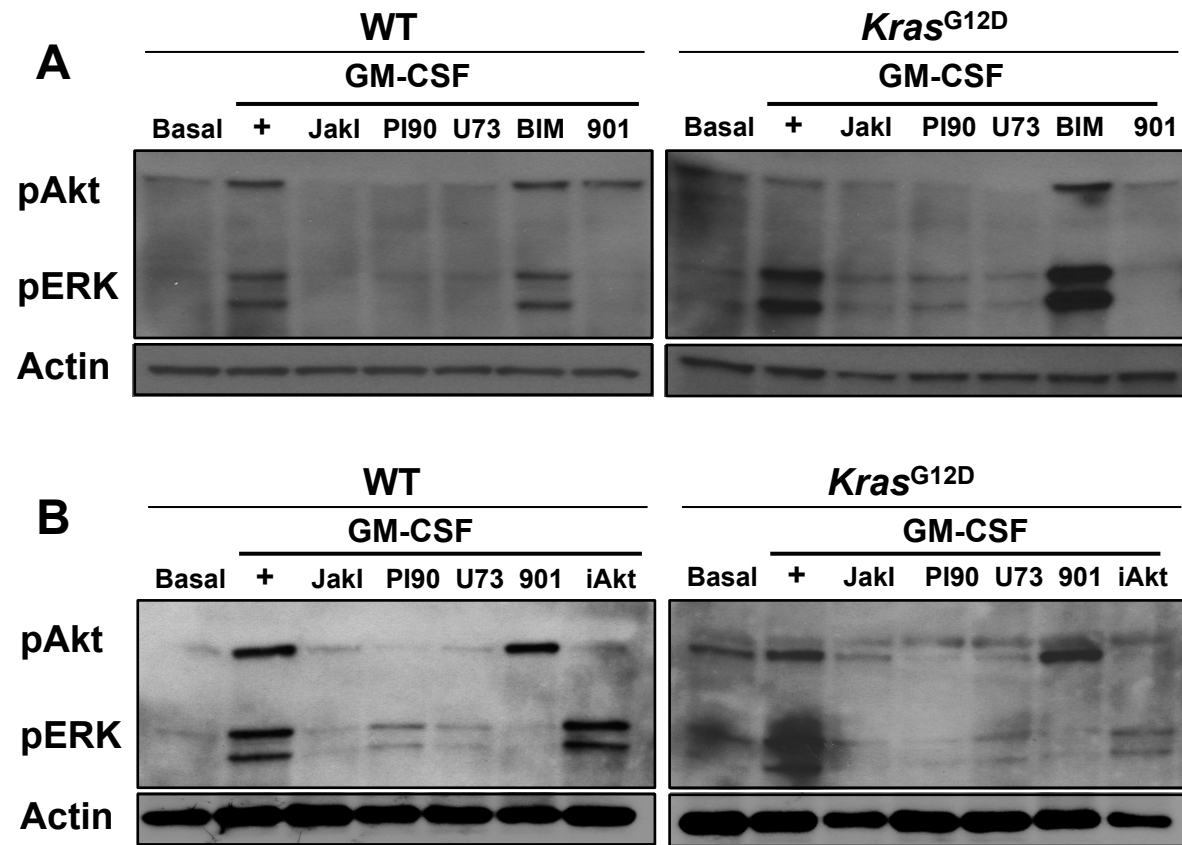 A
WT
Kras^G12D
GM-CSF
GM-CSF
Basal + JakI PI90 U73 BIM 901
Basal + JakI PI90 U73 BIM 901
pAkt
pERK
Actin
B
WT
Kras^G12D
GM-CSF
GM-CSF
Basal + JakI PI90 U73 901 iAkt
Basal + JakI PI90 U73 901 iAkt
pAkt
pERK
Actin